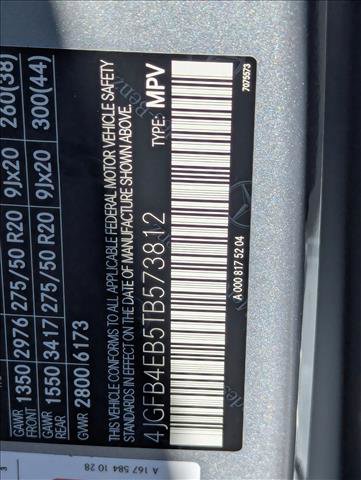 GAWR FRONT 1350 2976 275/50 R20 9Jx20 260(38)
GAWR 1550 3417 275/50 R20 9Jx20 300(44)
GVWR 2800 6173
THIS VEHICLE CONFORMS TO ALL APPLICABLE FEDERAL MOTOR VEHICLE SAFETY
STANDARDS IN EFFECT ON THE DATE OF MANUFACTURE SHOWN ABOVE.
4JGFB4EB5TB573812
TYPE: MPV
A 000 817 52 04
7075573
A 167 584 10 28